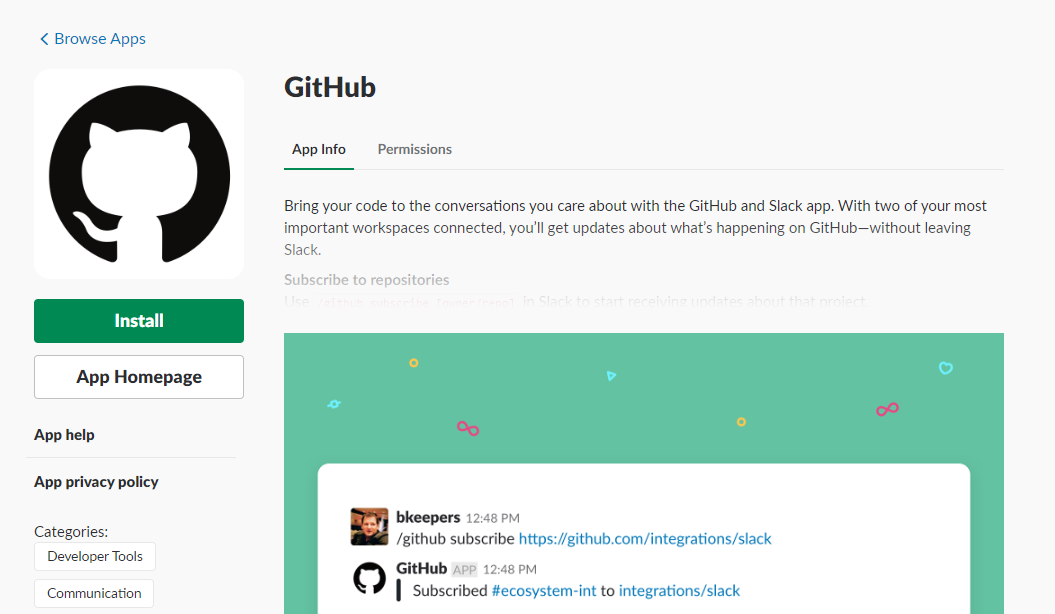 Browse Apps
GitHub
App Info
Permissions
Bring your code to the conversations you care about with the GitHub and Slack app. With two of your most
important workspaces connected, you’ll get updates about what’s happening on GitHub—without leaving
Slack.
Subscribe to repositories
Use /github subscribe owner/repo in Slack to start receiving updates about that project
Install
App Homepage
App help
App privacy policy
Categories:
Developer Tools
Communication
bkeepers 12:48 PM
/github subscribe https://github.com/integrations/slack
GitHub APP 12:48 PM
Subscribed #ecosystem-int to integrations/slack